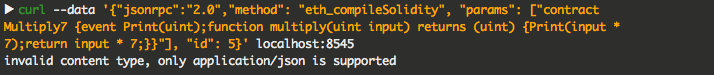 ▶ curl --data '{"jsonrpc":"2.0","method": "eth_compileSolidity", "params": ["contract
Multiply7 {event Print(uint);function multiply(uint input) returns (uint) {Print(input *
7);return input * 7;}}"], "id": 5}' localhost:8545
invalid content type, only application/json is supported